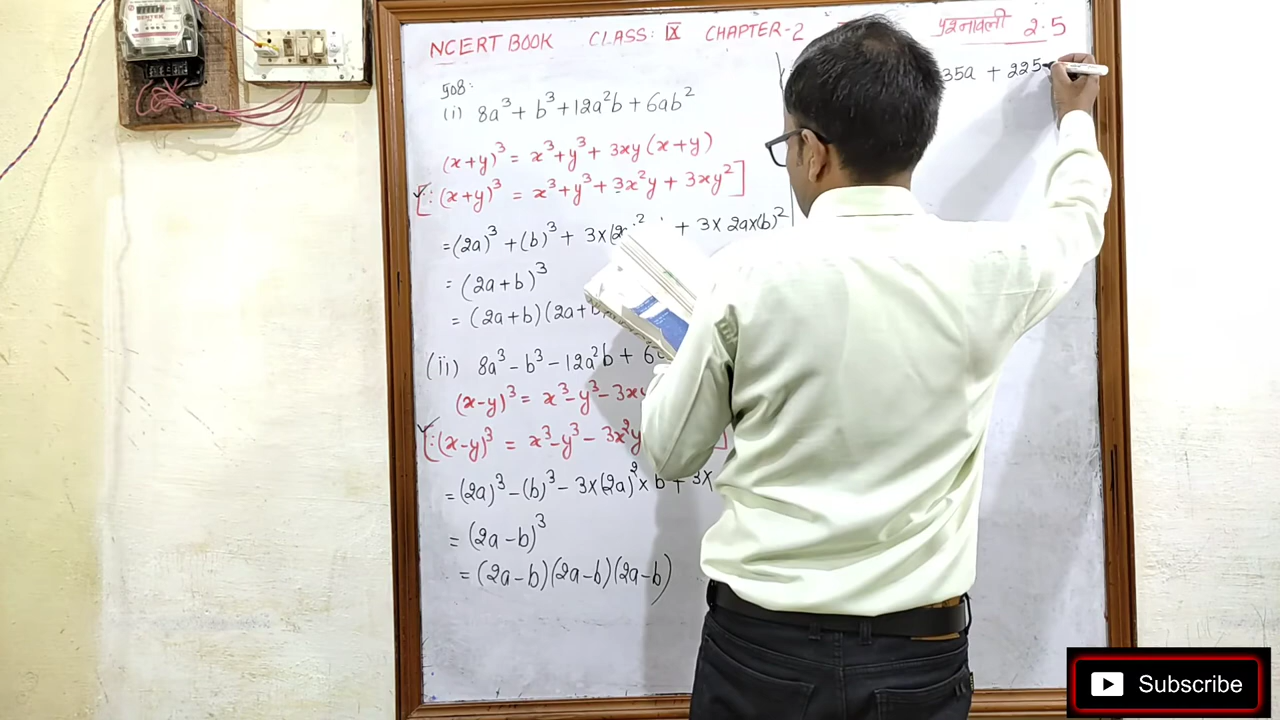 NCERT BOOK CLASS: IX CHAPTER-2
प्रश्नावली 2.5
प्र08:
(i) 8a³ + b³ + 12a²b + 6ab²
(x+y)³ = x³+y³ + 3xy (x+y)
[∵ (x+y)³ = x³+y³ + 3x²y + 3xy²]
= (2a)³ + (b)³ + 3×(2a)² + 3× 2a×(b)²
= (2a+b)³
= (2a+b)(2a+b
(ii) 8a³ - b³ - 12a²b + 6a
(x-y)³ = x³-y³ - 3xy
[∵ (x-y)³ = x³-y³ - 3x²y ]
= (2a)³ - (b)³ - 3×(2a)² × b + 3×
= (2a-b)³
= (2a-b)(2a-b)(2a-b)
35a + 225
Subscribe